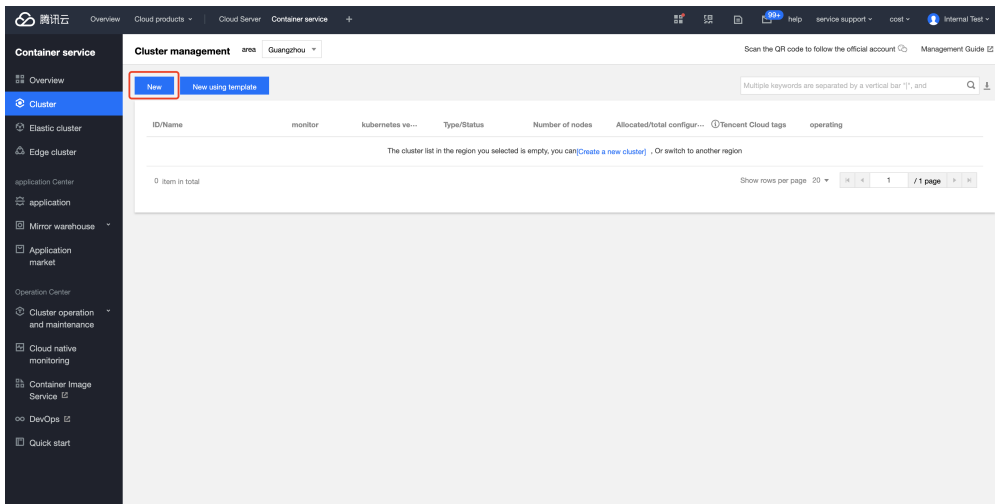 腾讯云 Overview Cloud products Cloud Server Container service + 99+ help service support cost Internal Test
Container service
Cluster management area Guangzhou Scan the QR code to follow the official account Management Guide
Overview
New New using template Multiple keywords are separated by a vertical bar "|", and
Cluster
Elastic cluster
Edge cluster
ID/Name monitor kubernetes ve··· Type/Status Number of nodes Allocated/total configur··· Tencent Cloud tags operating
The cluster list in the region you selected is empty, you can[Create a new cluster] , Or switch to another region
0 item in total Show rows per page 20 1 / 1 page
application Center
application
Mirror warehouse
Application
market
Operation Center
Cluster operation
and maintenance
Cloud native
monitoring
Container Image
Service
DevOps
Quick start